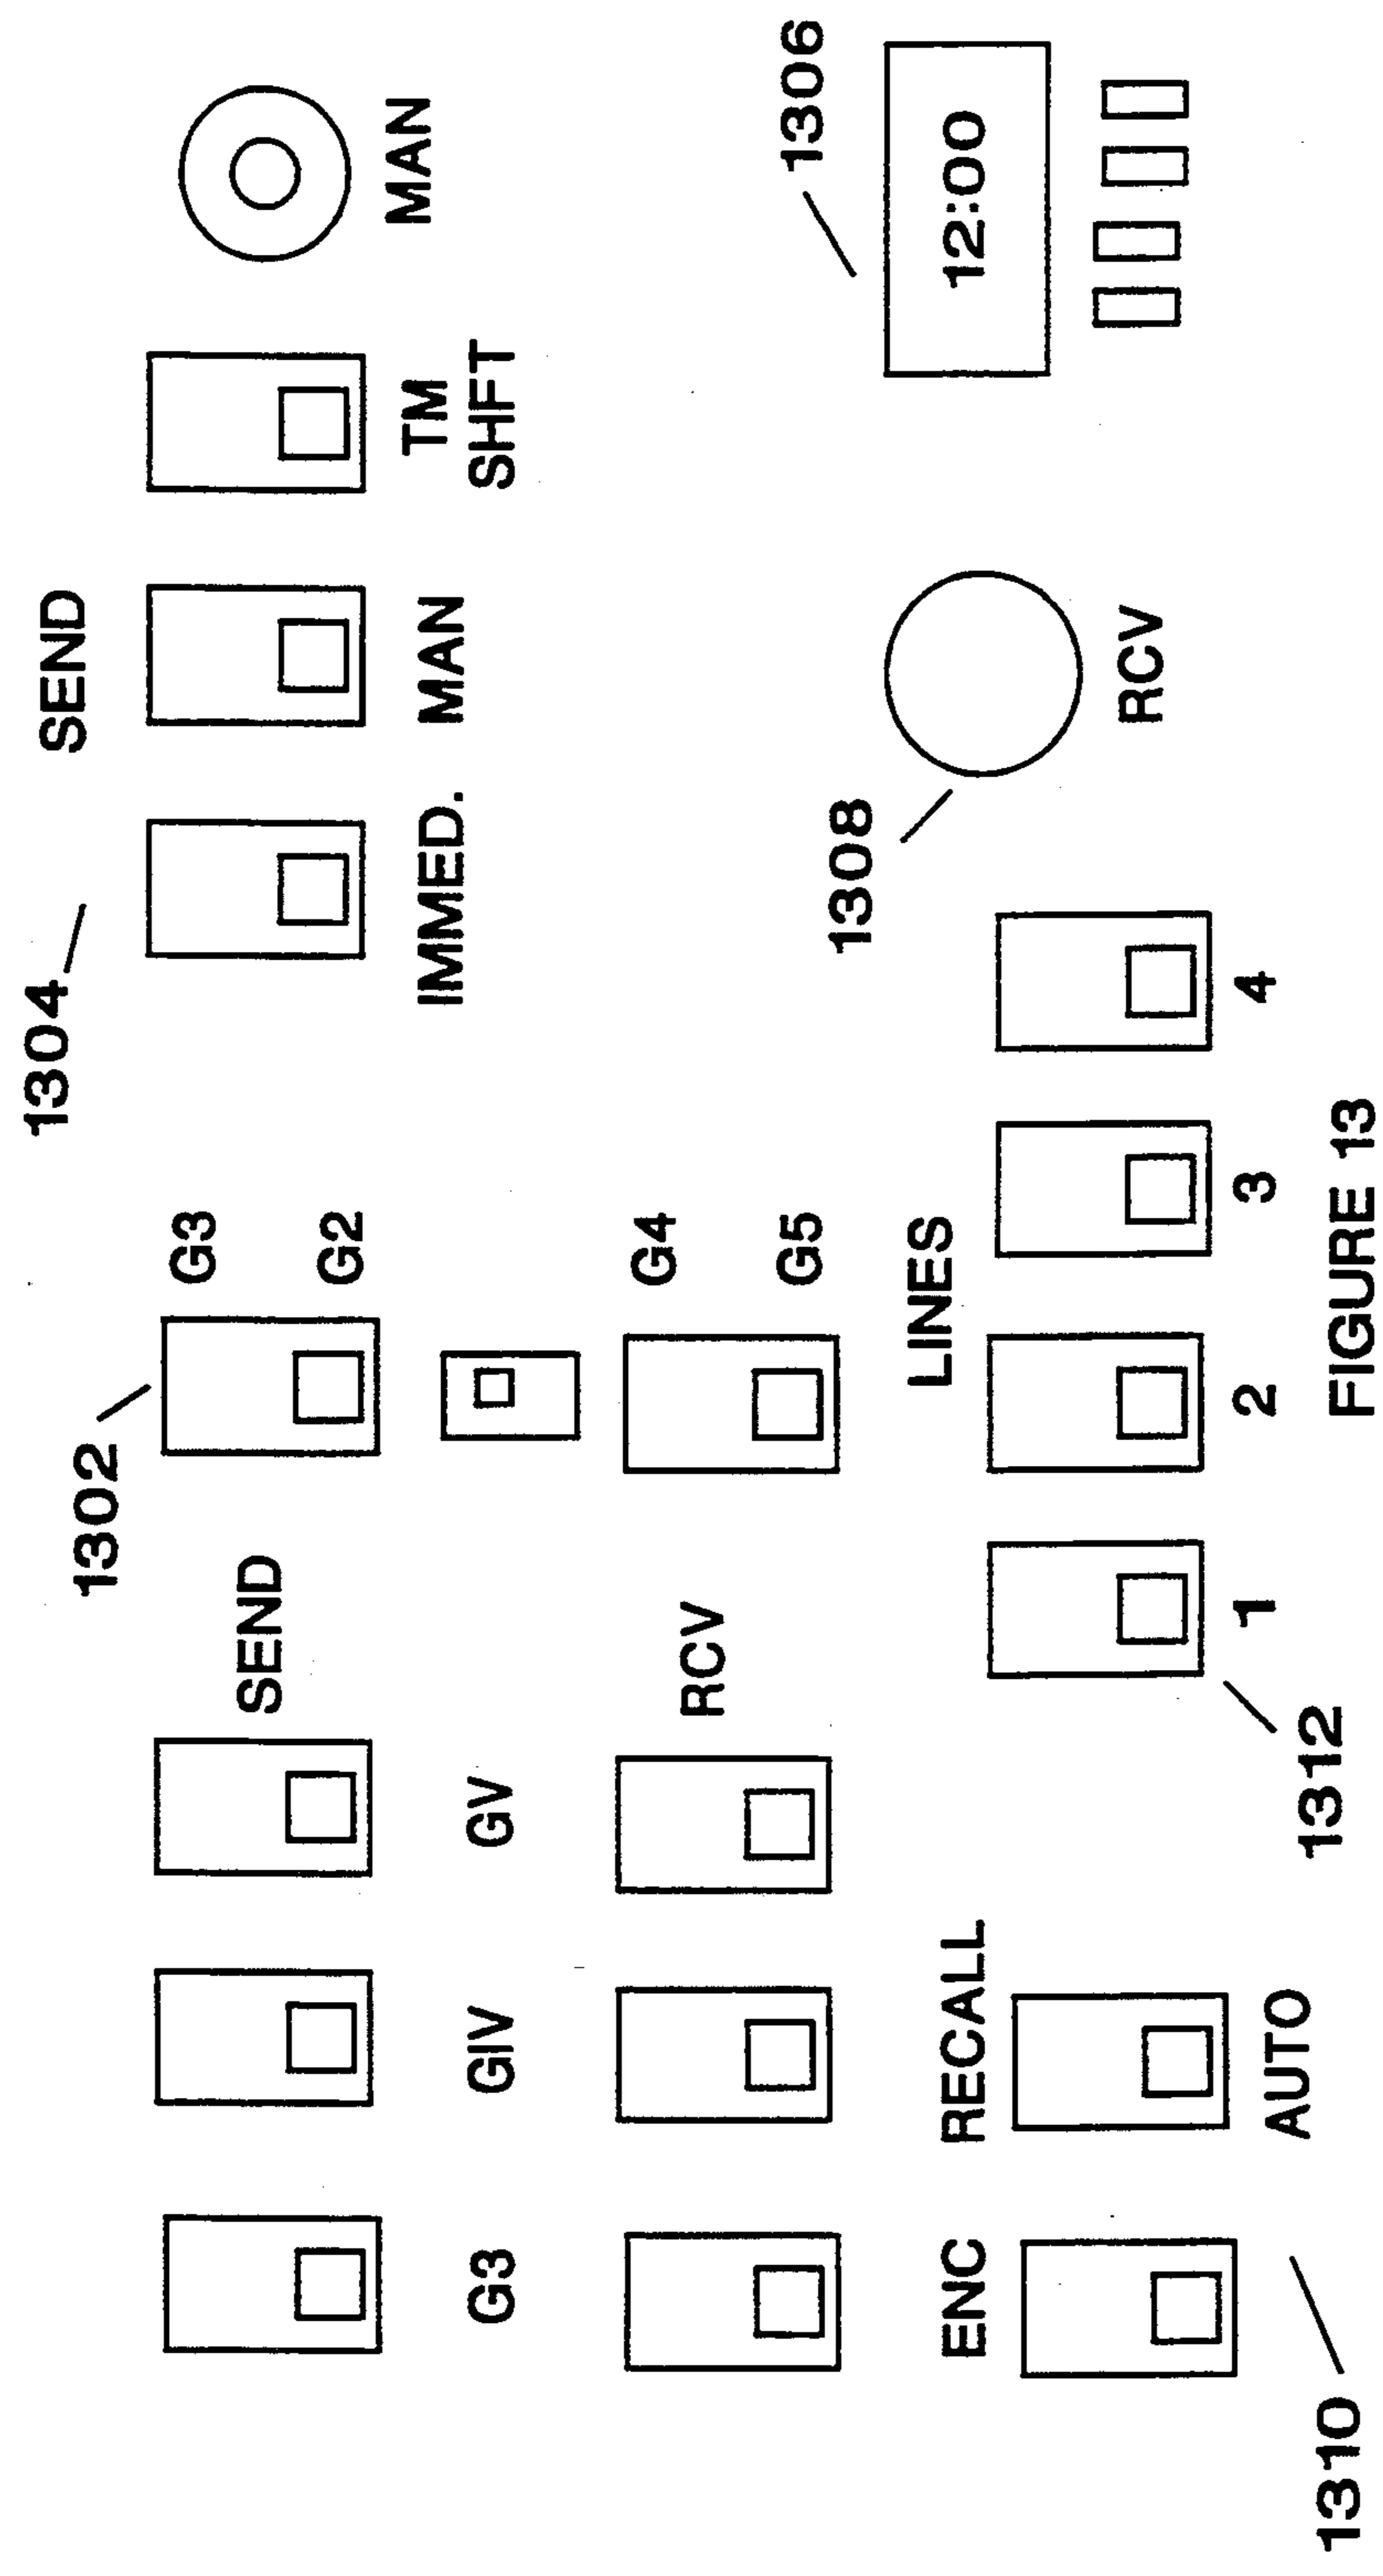 1304
SEND
1302
G3
SEND
G2
IMMED.
MAN
TM
SHFT
MAN
G3
GIV
GV
RCV
G4
G5
1308
RCV
1306
12:00
ENC
RECALL
LINES
AUTO
1
2
3
4
1310
1312
FIGURE 13